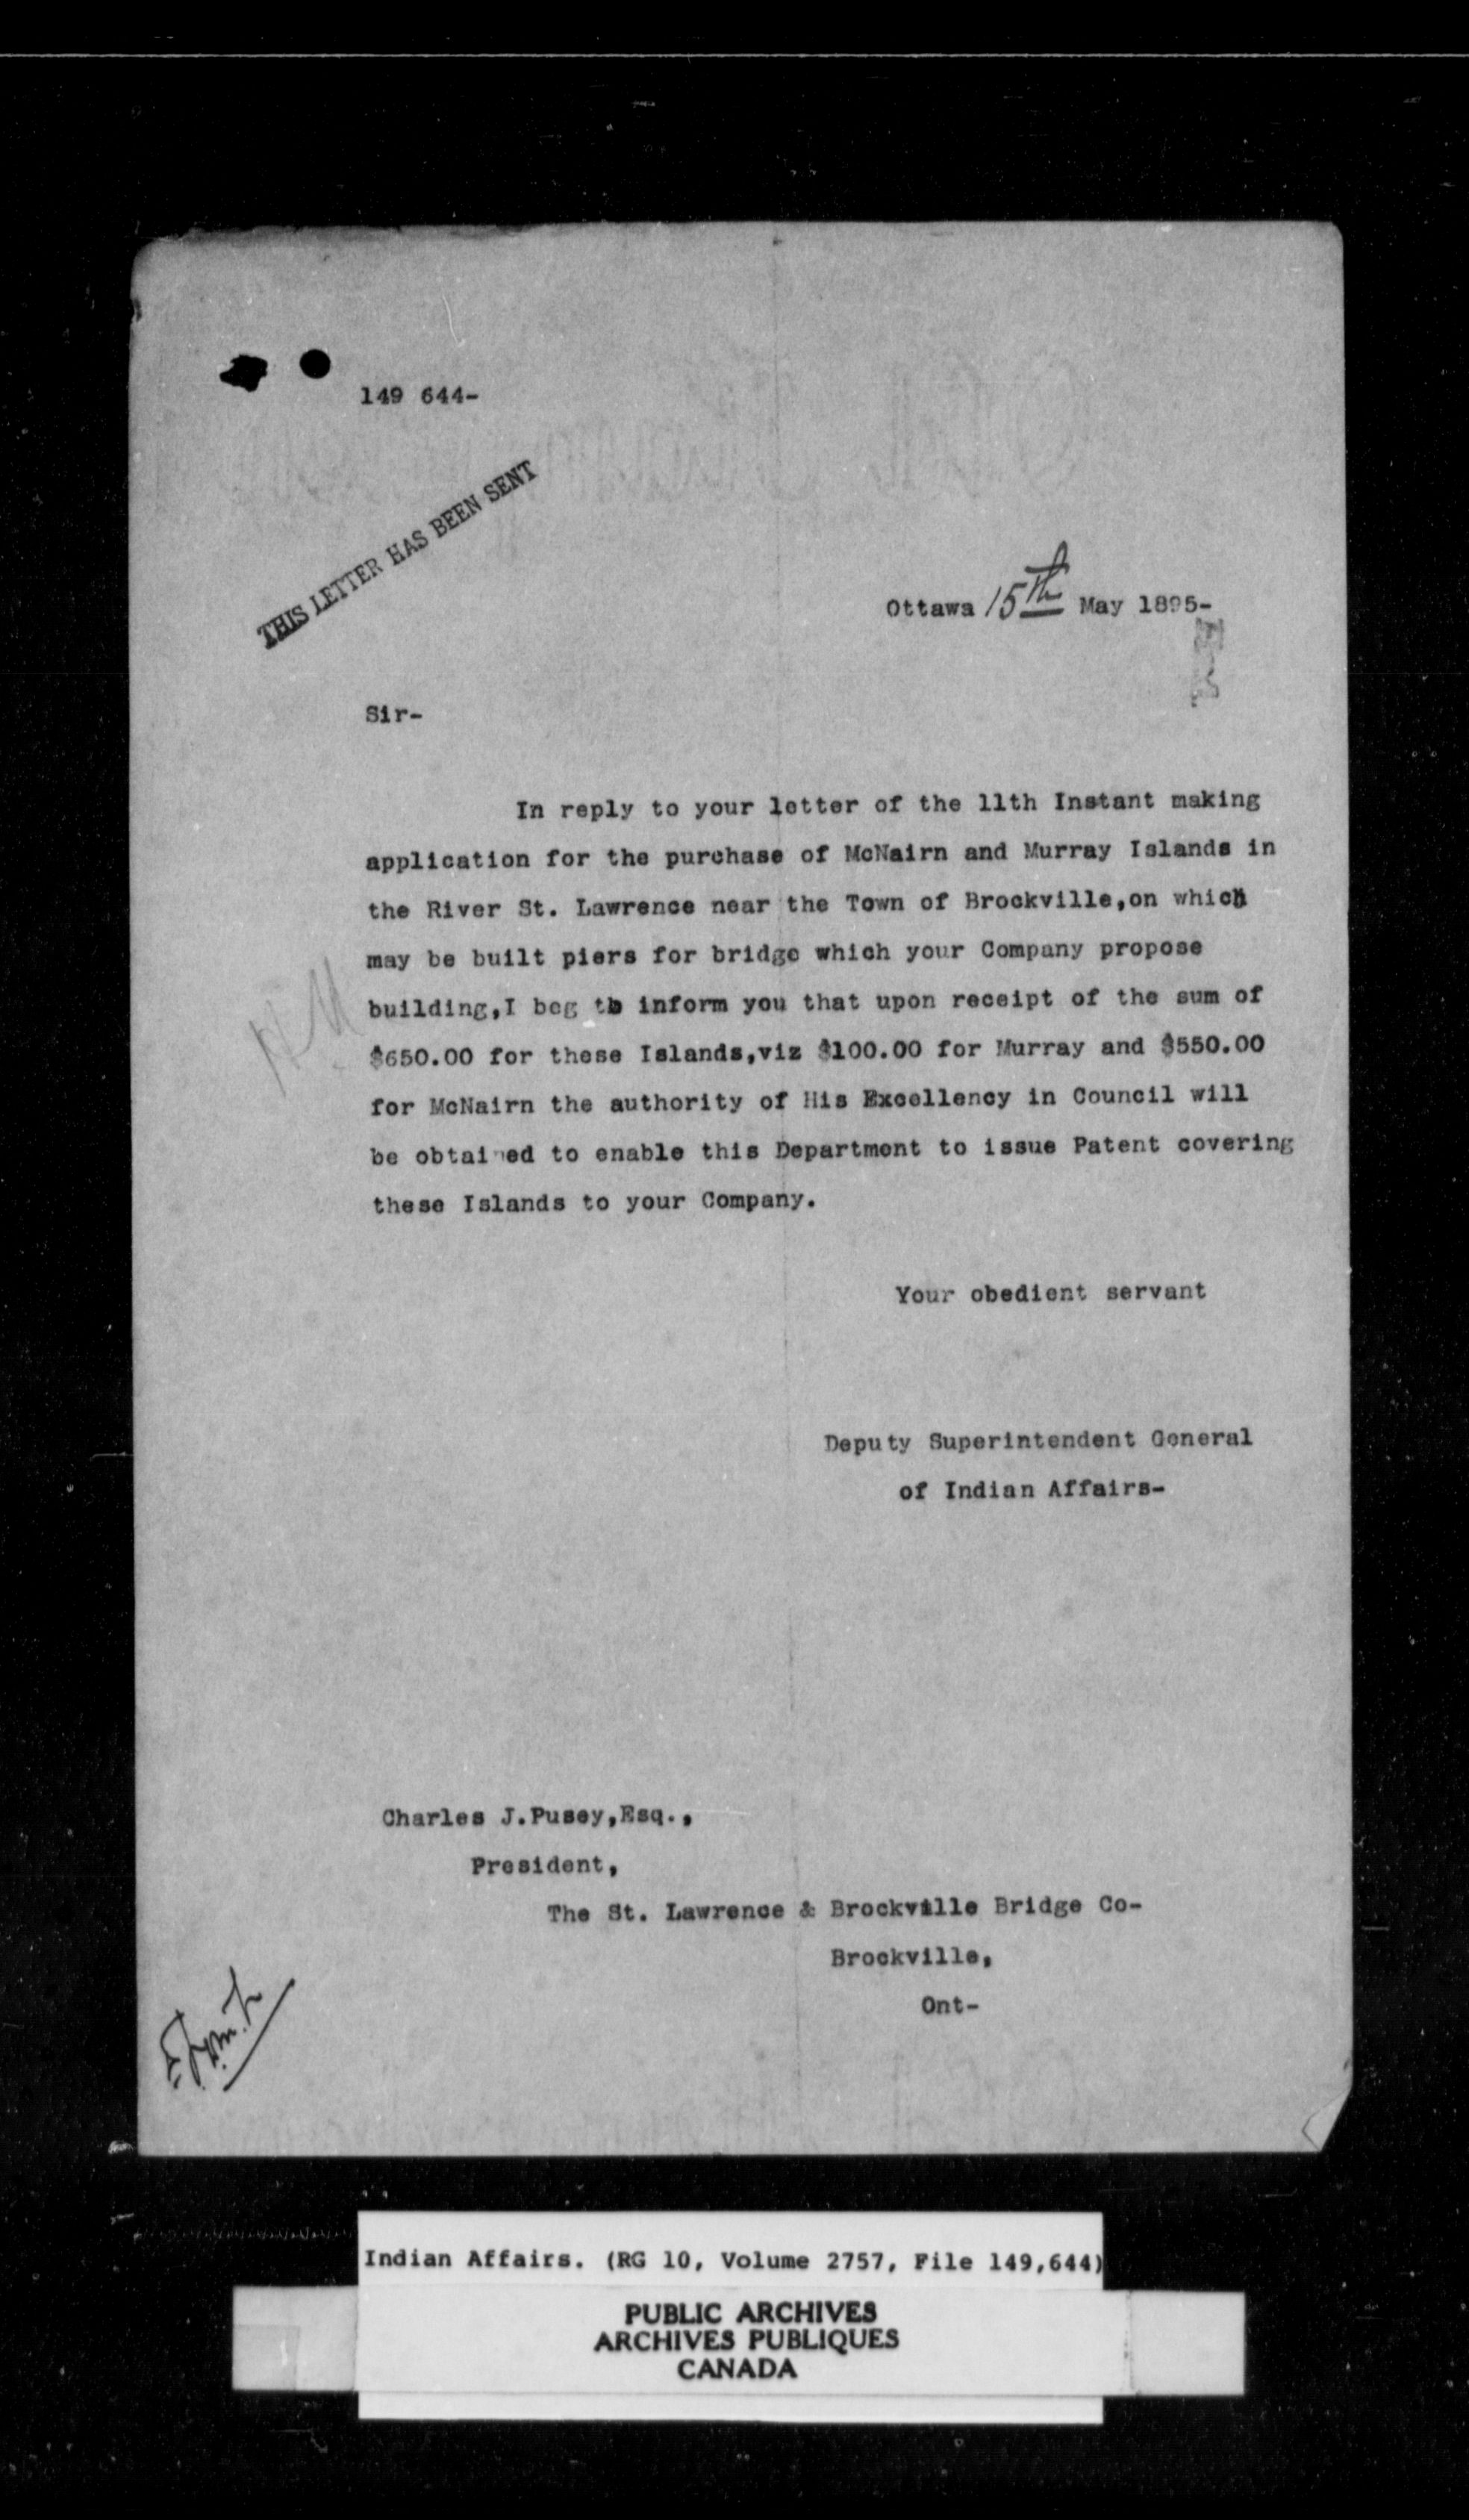 149 644-
THIS LETTER HAS BEEN SENT
Ottawa 15th May 1895-
Sir-
In reply to your letter of the 11th Instant making
application for the purchase of McNairn and Murray Islands in
the River St. Lawrence near the Town of Brockville,on which
may be built piers for bridge which your Company propose
building,I beg to inform you that upon receipt of the sum of
$650.00 for these Islands,viz $100.00 for Murray and $550.00
for McNairn the authority of His Excellency in Council will
be obtained to enable this Department to issue Patent covering
these Islands to your Company.
Your obedient servant
Deputy Superintendent General
of Indian Affairs-
Charles J.Pusey,Esq.,
President,
The St. Lawrence & Brockville Bridge Co-
Brockville,
Ont-
Indian Affairs. (RG 10, Volume 2757, File 149,644)
PUBLIC ARCHIVES
ARCHIVES PUBLIQUES
CANADA